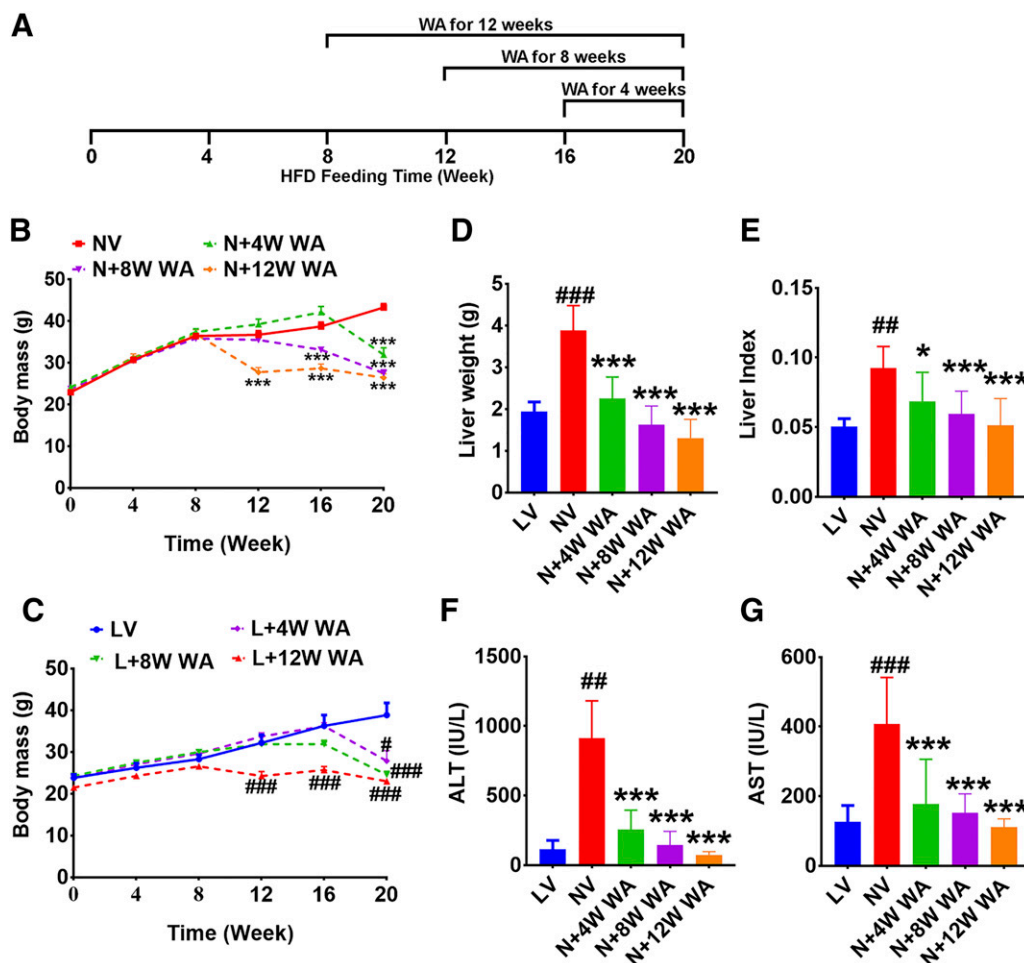 A
WA for 12 weeks
WA for 8 weeks
WA for 4 weeks
0 4 8 12 16 20
HFD Feeding Time (Week)
B
NV N+4W WA
N+8W WA N+12W WA
Body mass (g)
50
40
30
20
10
0
***
***
***
***
***
***
0 4 8 12 16 20
Time (Week)
D
Liver weight (g)
5
4
3
2
1
0
###
***
***
***
LV NV N+4W WA N+8W WA N+12W WA
E
Liver Index
0.15
0.10
0.05
0.00
##
*
***
***
LV NV N+4W WA N+8W WA N+12W WA
C
LV L+4W WA
L+8W WA L+12W WA
Body mass (g)
50
40
30
20
10
0
#
###
###
###
###
0 4 8 12 16 20
Time (Week)
F
ALT (IU/L)
1500
1000
500
0
##
***
***
***
LV NV N+4W WA N+8W WA N+12W WA
G
AST (IU/L)
600
400
200
0
###
***
***
***
LV NV N+4W WA N+8W WA N+12W WA